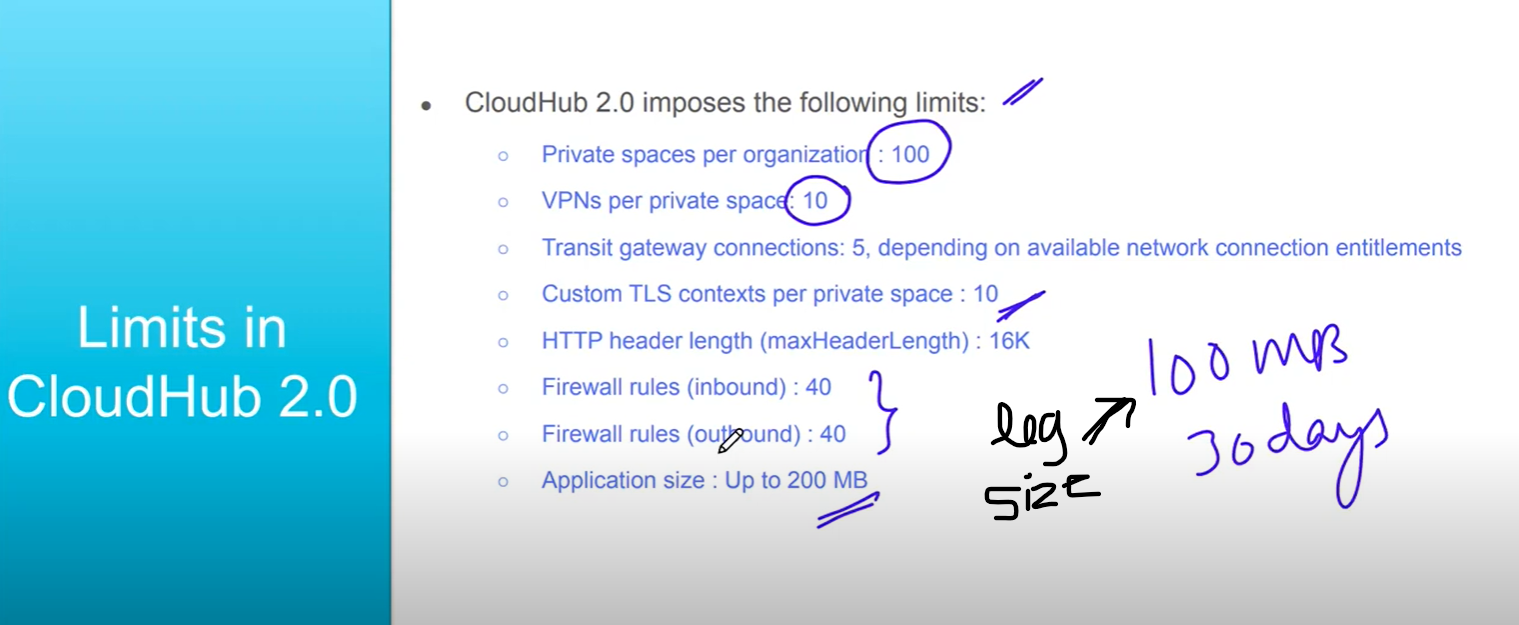 Limits in
CloudHub 2.0
● CloudHub 2.0 imposes the following limits:
○ Private spaces per organization : 100
○ VPNs per private space: 10
○ Transit gateway connections: 5, depending on available network connection entitlements
○ Custom TLS contexts per private space : 10
○ HTTP header length (maxHeaderLength) : 16K
○ Firewall rules (inbound) : 40
○ Firewall rules (outbound) : 40
○ Application size : Up to 200 MB
log
size
100 MB
30 days